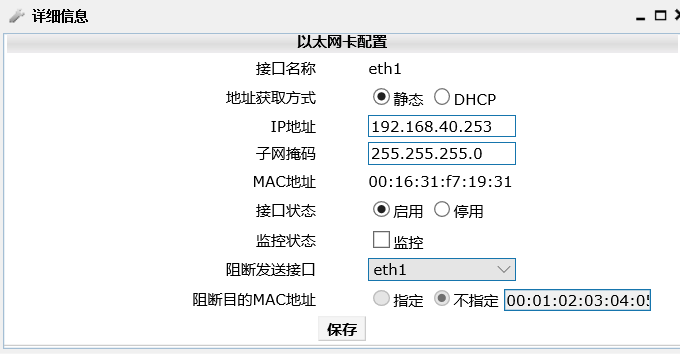 详细信息
以太网卡配置
接口名称 eth1
地址获取方式 静态 DHCP
IP地址 192.168.40.253
子网掩码 255.255.255.0
MAC地址 00:16:31:f7:19:31
接口状态 启用 停用
监控状态 监控
阻断发送接口 eth1
阻断目的MAC地址 指定 不指定 00:01:02:03:04:05
保存